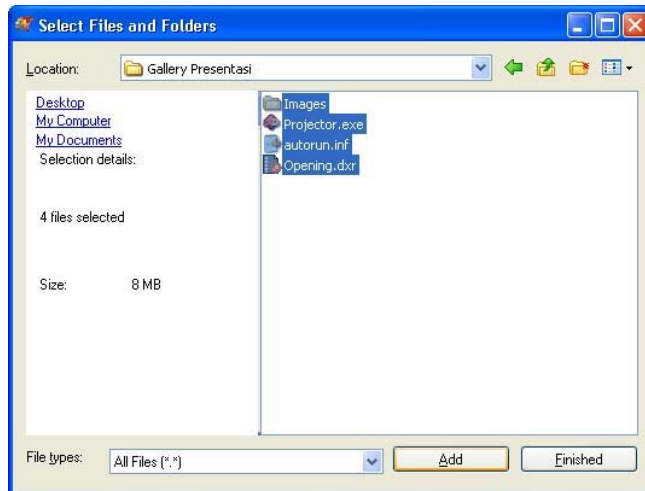 Select Files and Folders
Location: Gallery Presentasi
Desktop
My Computer
My Documents
Selection details:
4 files selected
Size: 8 MB
Images
Projector.exe
autorun.inf
Opening.dxr
File types: All Files (*.*) Add Finished